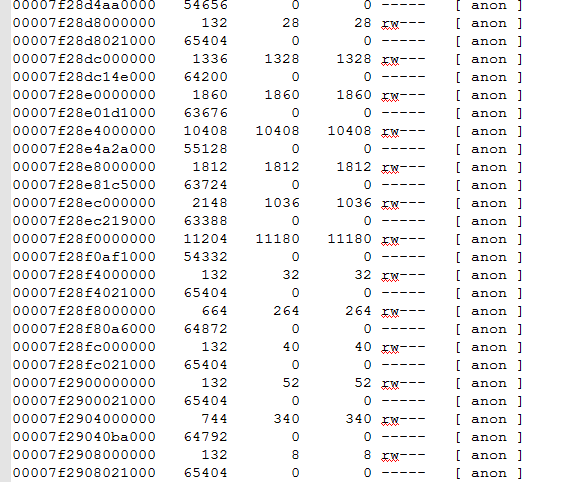 00007f28d4aa0000 54656 0 0 ----- [ anon ]
00007f28d8000000 132 28 28 rw--- [ anon ]
00007f28d8021000 65404 0 0 ----- [ anon ]
00007f28dc000000 1336 1328 1328 rw--- [ anon ]
00007f28dc14e000 64200 0 0 ----- [ anon ]
00007f28e0000000 1860 1860 1860 rw--- [ anon ]
00007f28e01d1000 63676 0 0 ----- [ anon ]
00007f28e4000000 10408 10408 10408 rw--- [ anon ]
00007f28e4a2a000 55128 0 0 ----- [ anon ]
00007f28e8000000 1812 1812 1812 rw--- [ anon ]
00007f28e81c5000 63724 0 0 ----- [ anon ]
00007f28ec000000 2148 1036 1036 rw--- [ anon ]
00007f28ec219000 63388 0 0 ----- [ anon ]
00007f28f0000000 11204 11180 11180 rw--- [ anon ]
00007f28f0af1000 54332 0 0 ----- [ anon ]
00007f28f4000000 132 32 32 rw--- [ anon ]
00007f28f4021000 65404 0 0 ----- [ anon ]
00007f28f8000000 664 264 264 rw--- [ anon ]
00007f28f80a6000 64872 0 0 ----- [ anon ]
00007f28fc000000 132 40 40 rw--- [ anon ]
00007f28fc021000 65404 0 0 ----- [ anon ]
00007f2900000000 132 52 52 rw--- [ anon ]
00007f2900021000 65404 0 0 ----- [ anon ]
00007f2904000000 744 340 340 rw--- [ anon ]
00007f29040ba000 64792 0 0 ----- [ anon ]
00007f2908000000 132 8 8 rw--- [ anon ]
00007f2908021000 65404 0 0 ----- [ anon ]